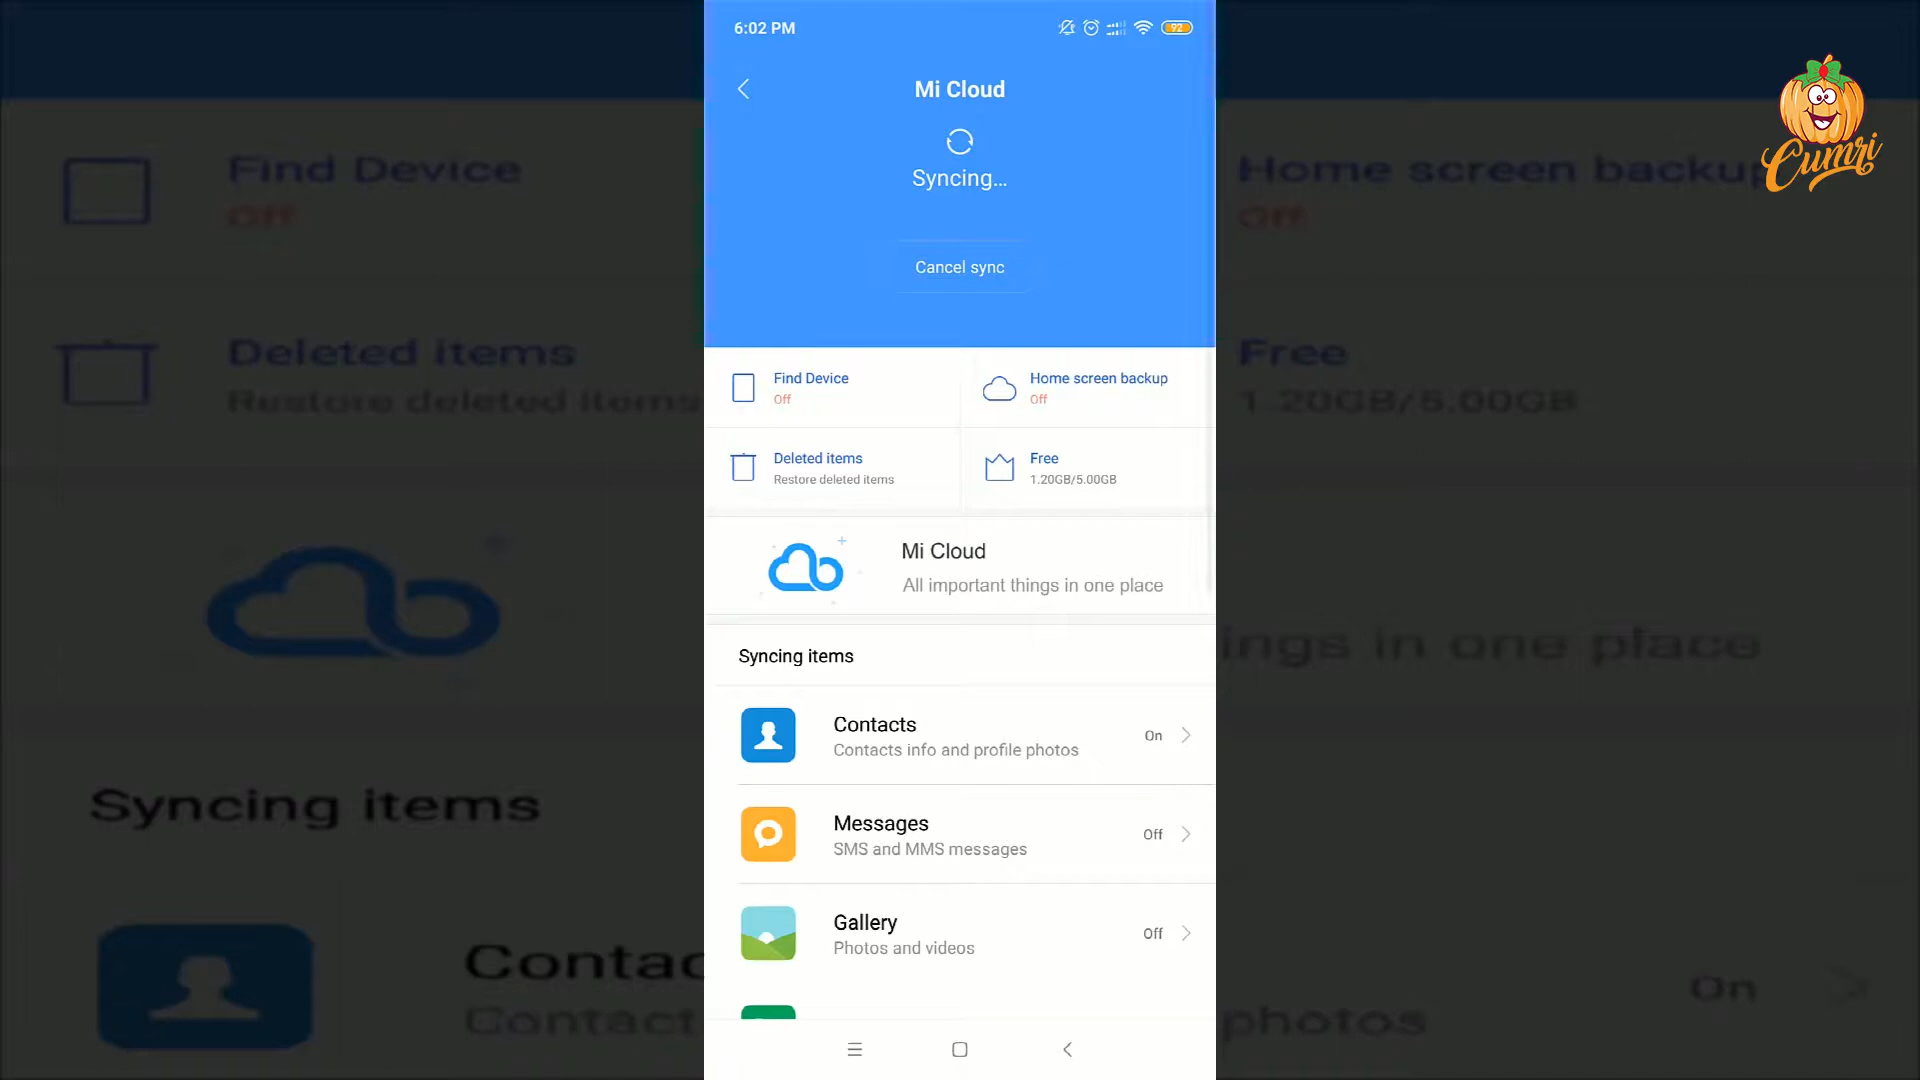 6:02 PM
92
Mi Cloud
Syncing...
Cancel sync
Find Device
Off
Home screen backup
Off
Deleted items
Restore deleted items
Free
1.20GB/5.00GB
Mi Cloud
All important things in one place
Syncing items
Contacts
Contacts info and profile photos
On
Messages
SMS and MMS messages
Off
Gallery
Photos and videos
Off
Cumri
Find Device
Off
Home screen backup
Off
Deleted items
Restore deleted items
Free
1.20GB/5.00GB
ings in one place
Syncing items
Contac
Contact
photos
On